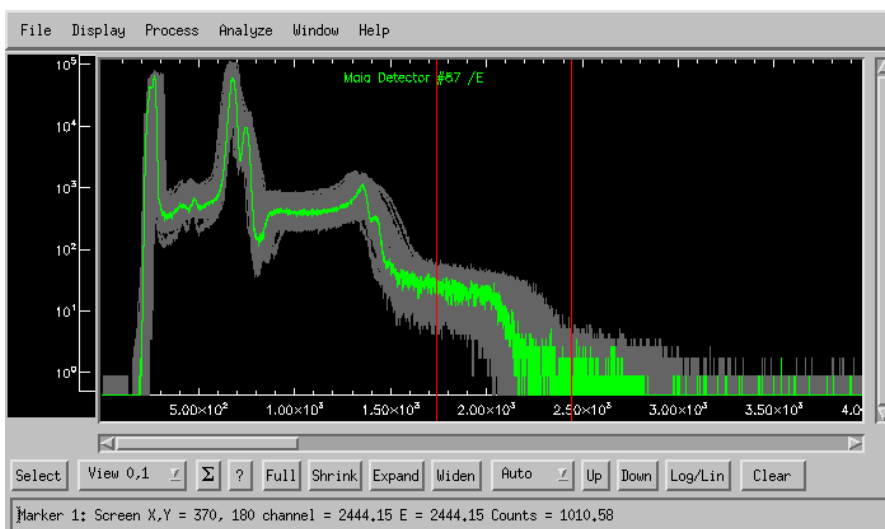 File Display Process Analyze Window Help
10⁵
Maia Detector #87 /E
10⁴
10³
10²
10¹
10⁰
5.00×10² 1.00×10³ 1.50×10³ 2.00×10³ 2.50×10³ 3.00×10³ 3.50×10³ 4.0
Select View 0,1 Σ ? Full Shrink Expand Widen Auto Up Down Log/Lin Clear
Marker 1: Screen X,Y = 370, 180 channel = 2444.15 E = 2444.15 Counts = 1010.58